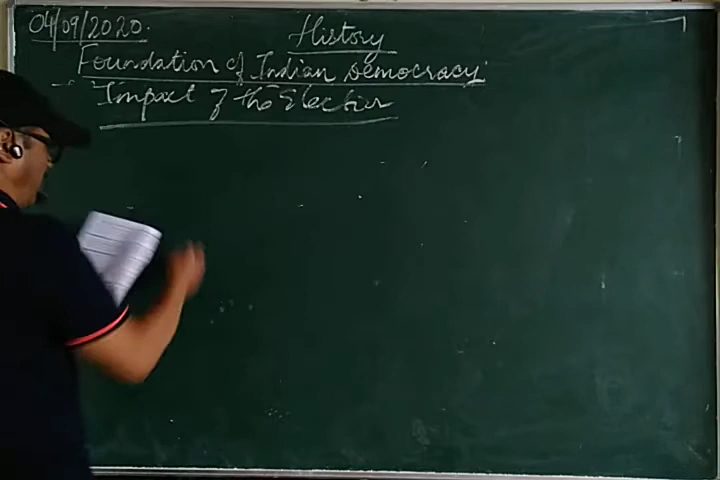 04/09/2020. History
Foundation of Indian Democracy
Impact of the Election